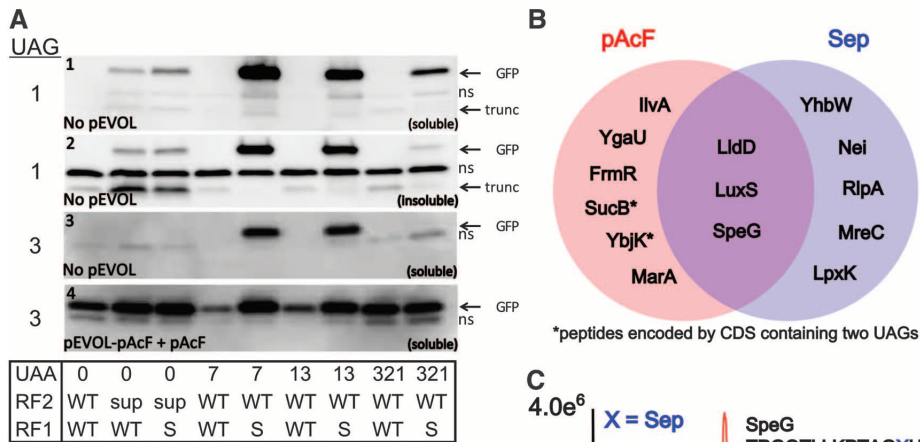 A
UAG
1
1
No pEVOL
(soluble)
GFP
ns
trunc
1
2
No pEVOL
(insoluble)
GFP
ns
trunc
3
3
No pEVOL
(soluble)
GFP
ns
3
4
pEVOL-pAcF + pAcF
(soluble)
GFP
ns
UAA 0 0 0 7 7 13 13 321 321
RF2 WT sup sup WT WT WT WT WT WT
RF1 WT WT S WT S WT S WT S
B
pAcF
Sep
IlvA
YgaU
FrmR
SucB*
YbjK*
MarA
LldD
LuxS
SpeG
YhbW
Nei
RlpA
MreC
LpxK
*peptides encoded by CDS containing two UAGs
C
4.0e⁶
X = Sep
SpeG